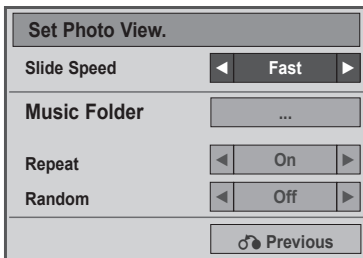 Set Photo View.
Slide Speed ◀ Fast ▶
Music Folder ...
Repeat ◀ On ▶
Random ◀ Off ▶
Previous